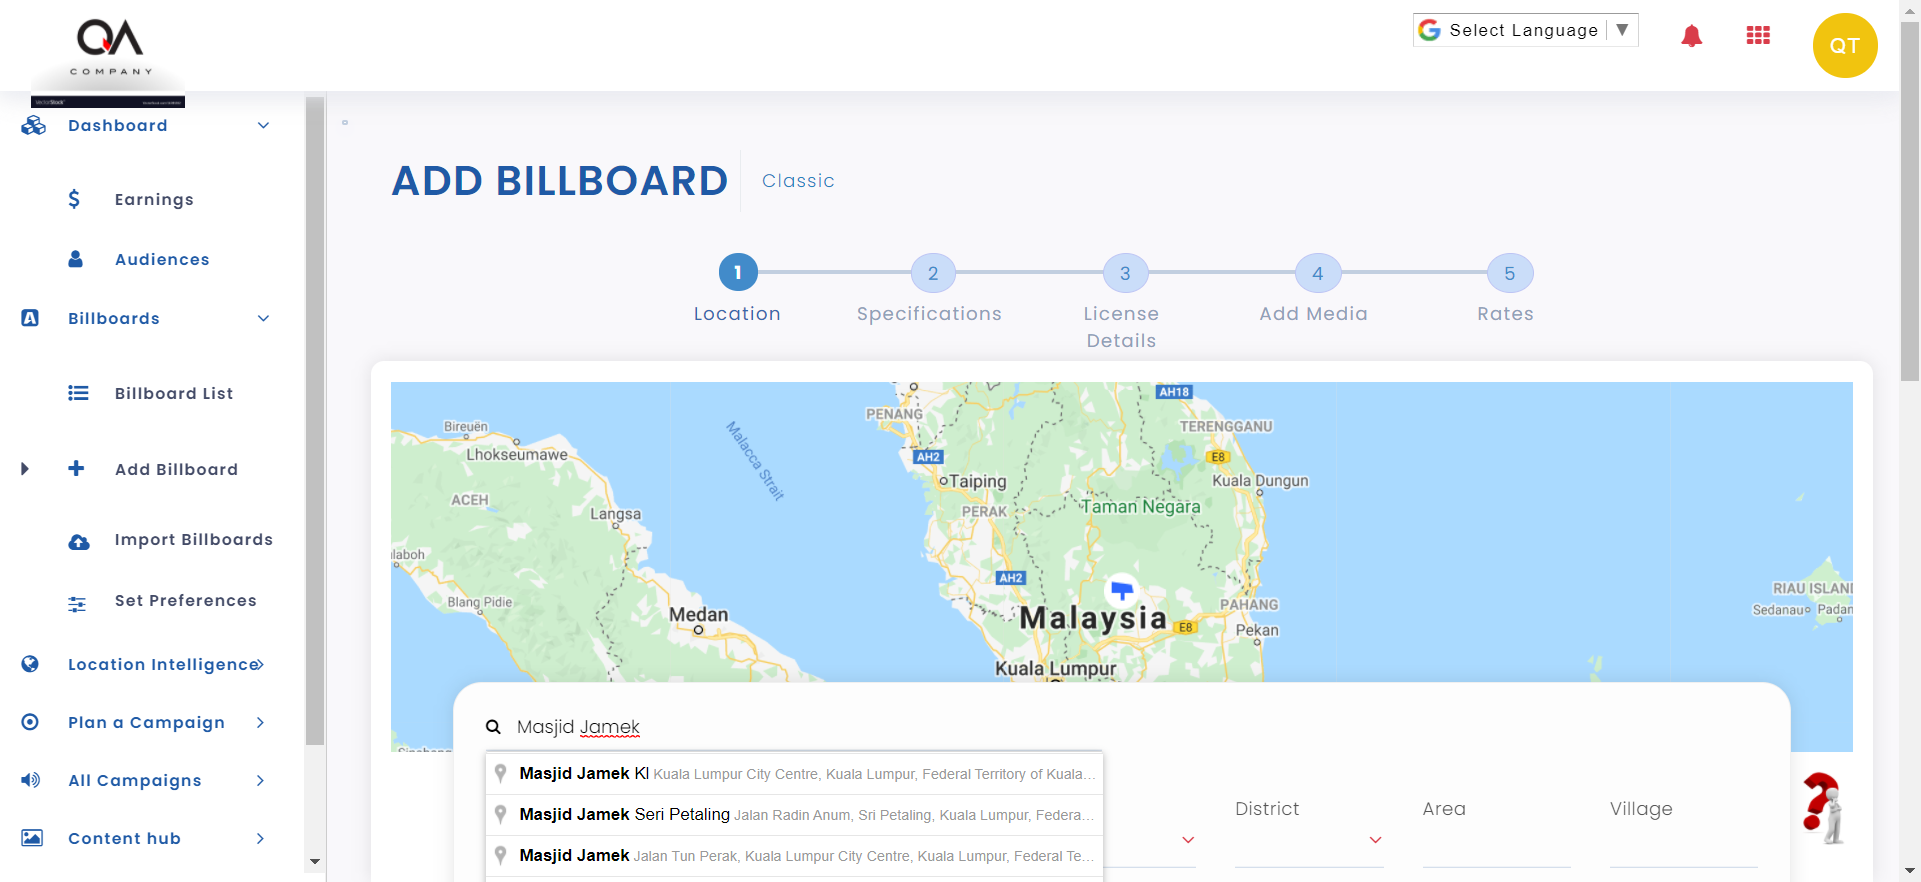 QA
COMPANY
Select Language ▼
QT
Dashboard
Earnings
Audiences
Billboards
Billboard List
Add Billboard
Import Billboards
Set Preferences
Location Intelligence
Plan a Campaign
All Campaigns
Content hub
ADD BILLBOARD
Classic
1
2
3
4
5
Location
Specifications
License
Details
Add Media
Rates
Bireuën
Lhokseumawe
ACEH
Langsa
laboh
Blang Pidie
Medan
Malacca Strait
PENANG
AH18
TERENGGANU
AH2
E8
Taiping
Kuala Dungun
PERAK
Taman Negara
AH2
Malaysia
E8
PAHANG
Pekan
Kuala Lumpur
RIAU ISLAND
Sedanau
Padan
Masjid Jamek
Masjid Jamek Kl Kuala Lumpur City Centre, Kuala Lumpur, Federal Territory of Kuala...
Masjid Jamek Seri Petaling Jalan Radin Anum, Sri Petaling, Kuala Lumpur, Federa...
Masjid Jamek Jalan Tun Perak, Kuala Lumpur City Centre, Kuala Lumpur, Federal Te...
District
Area
Village